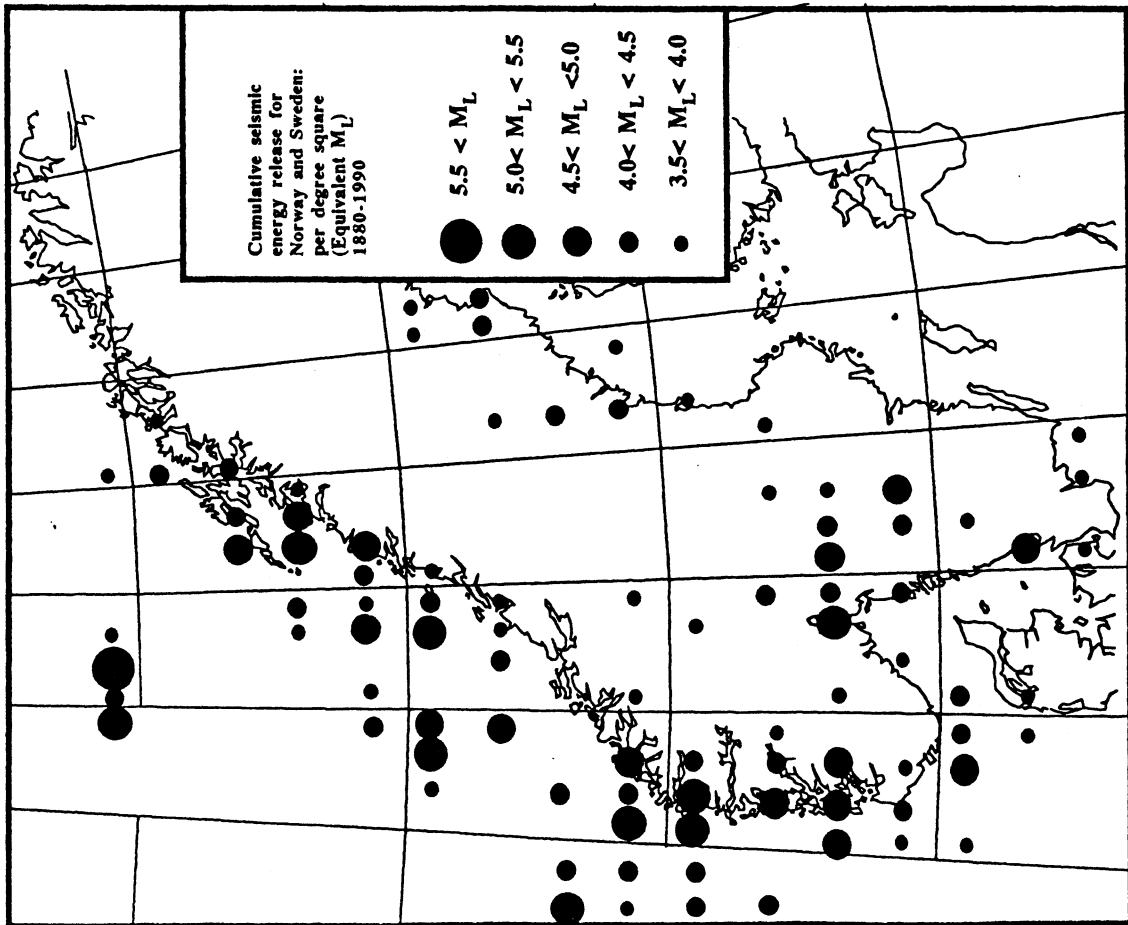 Cumulative seismic
energy release for
Norway and Sweden:
per degree square
(Equivalent M_L)
1880-1990
5.5 < M_L
5.0< M_L < 5.5
4.5< M_L <5.0
4.0< M_L < 4.5
3.5< M_L < 4.0